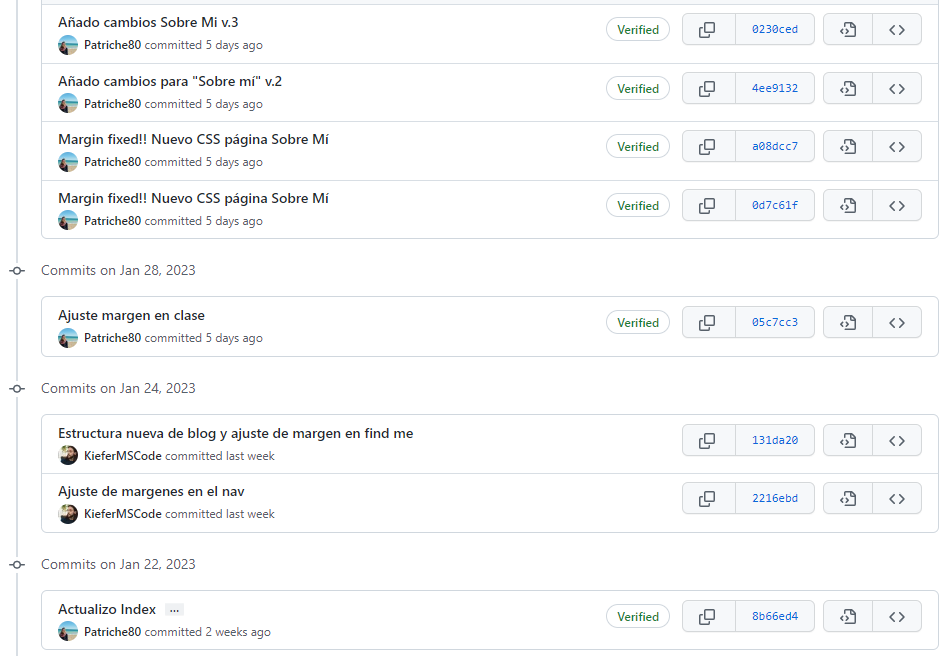 Añado cambios Sobre Mi v.3
Patriche80 committed 5 days ago
Verified
0230ced
Añado cambios para "Sobre mí" v.2
Patriche80 committed 5 days ago
Verified
4ee9132
Margin fixed!! Nuevo CSS página Sobre Mí
Patriche80 committed 5 days ago
Verified
a08dcc7
Margin fixed!! Nuevo CSS página Sobre Mí
Patriche80 committed 5 days ago
Verified
0d7c61f
Commits on Jan 28, 2023
Ajuste margen en clase
Patriche80 committed 5 days ago
Verified
05c7cc3
Commits on Jan 24, 2023
Estructura nueva de blog y ajuste de margen en find me
KieferMSCode committed last week
131da20
Ajuste de margenes en el nav
KieferMSCode committed last week
2216ebd
Commits on Jan 22, 2023
Actualizo Index ...
Patriche80 committed 2 weeks ago
Verified
8b66ed4